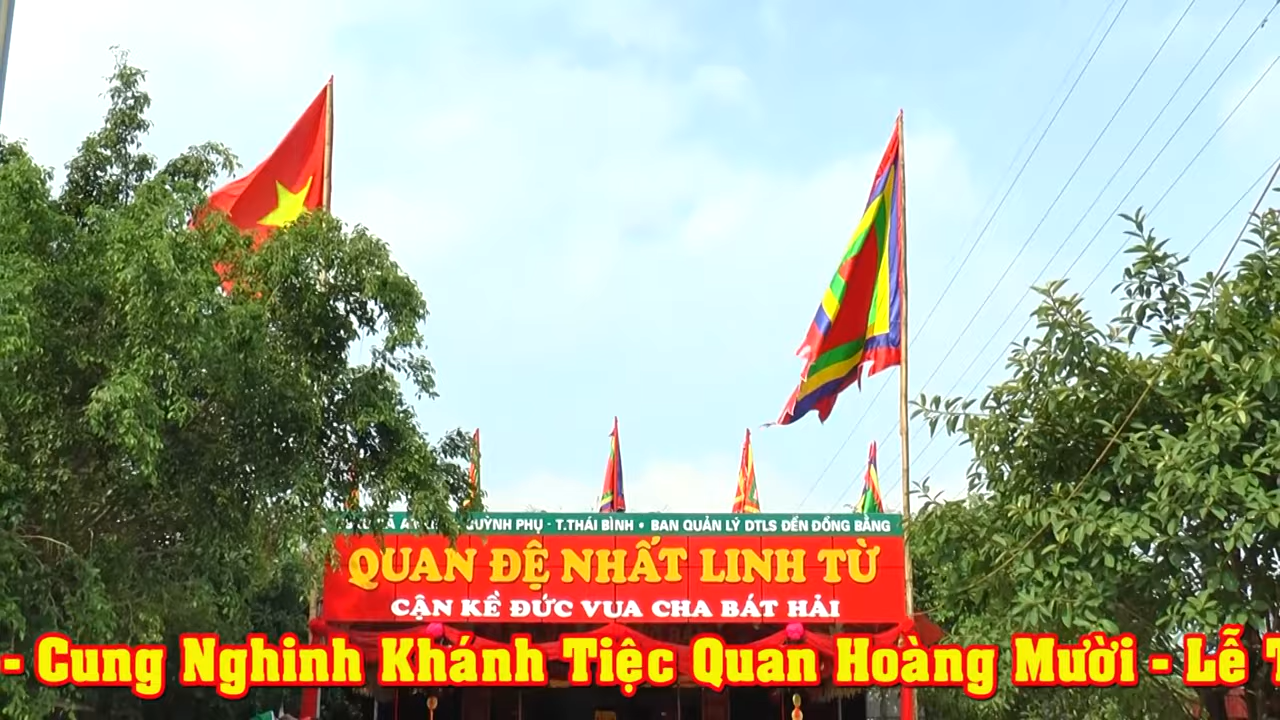 QUỲNH PHỤ - T.THÁI BÌNH • BAN QUẢN LÝ DTLS ĐỀN ĐỒNG BẰNG
QUAN ĐỆ NHẤT LINH TỪ
CẬN KỀ ĐỨC VUA CHA BÁT HẢI
- Cung Nghinh Khánh Tiệc Quan Hoàng Mười - Lễ